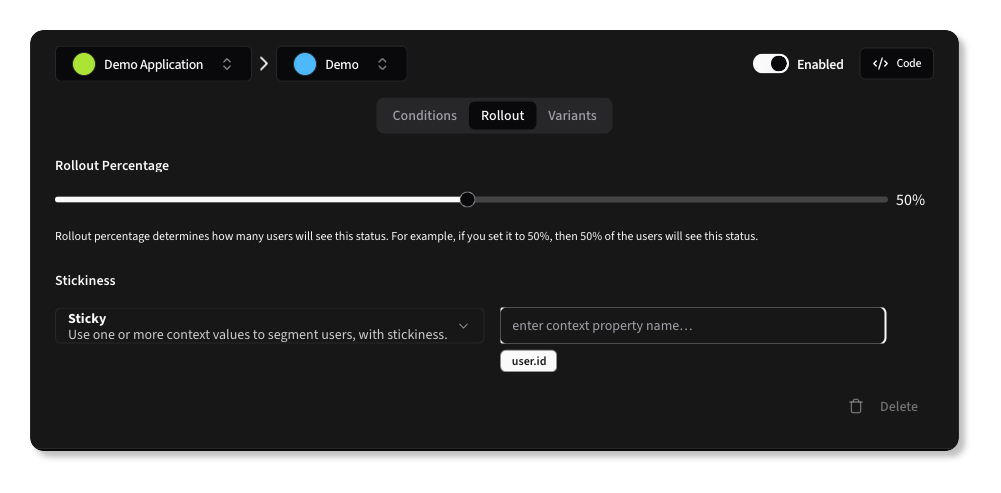 Demo Application
Demo
Enabled
</> Code
Conditions
Rollout
Variants
Rollout Percentage
50%
Rollout percentage determines how many users will see this status. For example, if you set it to 50%, then 50% of the users will see this status.
Stickiness
Sticky
Use one or more context values to segment users, with stickiness.
enter context property name…
user.id
Delete